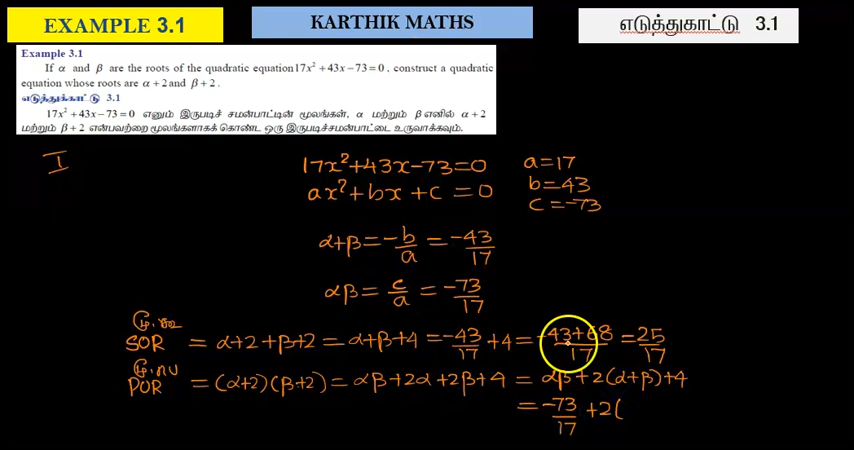 EXAMPLE 3.1
KARTHIK MATHS
எடுத்துகாட்டு 3.1
Example 3.1
If α and β are the roots of the quadratic equation 17x² + 43x − 73 = 0, construct a quadratic
equation whose roots are α + 2 and β + 2.
எடுத்துக்காட்டு 3.1
17x² + 43x − 73 = 0 எனும் இருபடிச் சமன்பாட்டின் மூலங்கள், α மற்றும் β எனில் α + 2
மற்றும் β + 2 என்பவற்றை மூலங்களாகக் கொண்ட ஒரு இருபடிச்சமன்பாட்டை உருவாக்கவும்.
I
17x² + 43x − 73 = 0 a = 17
ax² + bx + c = 0 b = 43
c = −73
α+β = −b/a = −43/17
αβ = c/a = −73/17
மூ.கூ
SOR = α+2+β+2 = α+β+4 = −43/17 + 4 = −43+68/17 = 25/17
மூ.பெ
POR = (α+2)(β+2) = αβ+2α+2β+4 = αβ+2(α+β)+4
= −73/17 + 2(